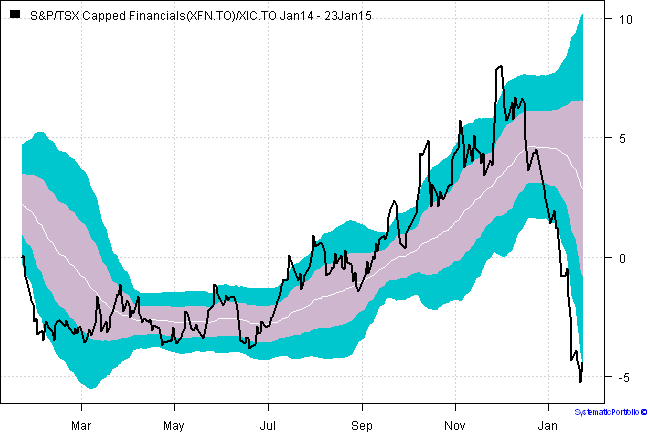 S&P/TSX Capped Financials(XFN.TO)/XIC.TO Jan14 - 23Jan15
10
5
0
-5
Mar
May
Jul
Sep
Nov
Jan
SystematicPortfolio ©